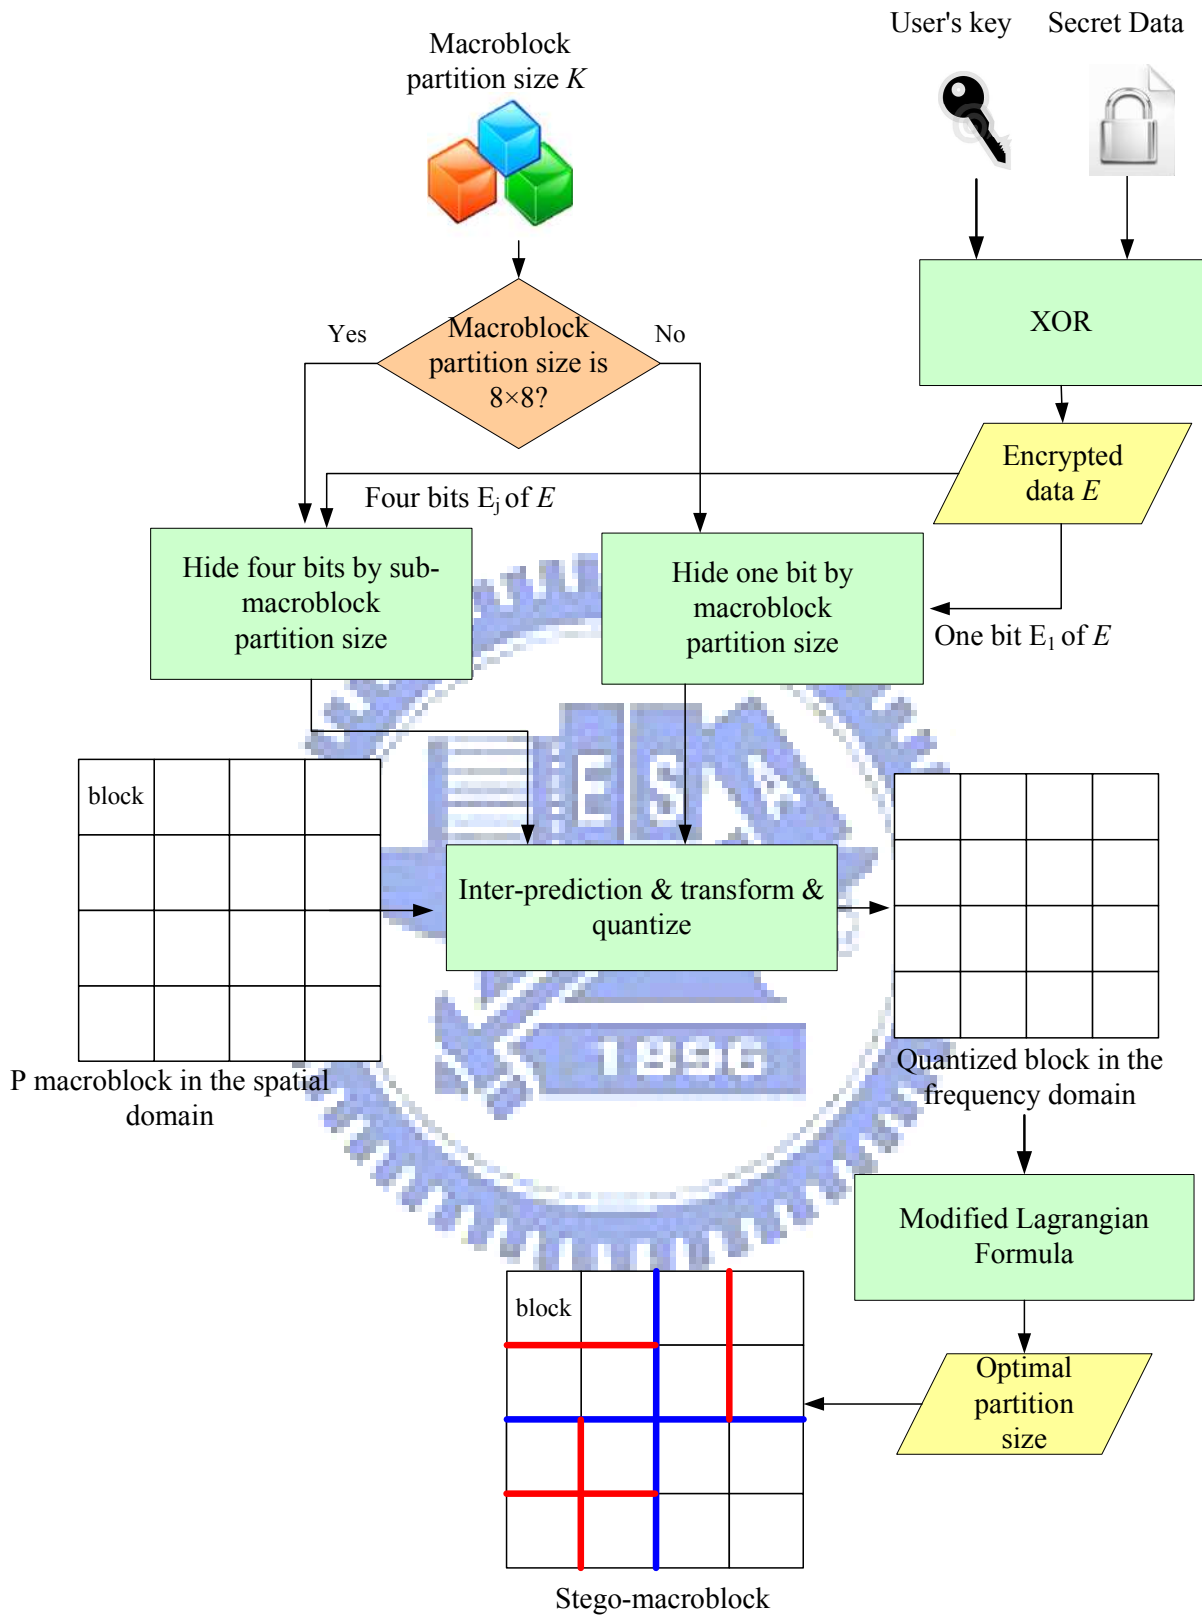 User's key
Secret Data
Macroblock
partition size K
XOR
Yes
No
Macroblock
partition size is
8×8?
Encrypted
data E
Four bits Ej of E
Hide four bits by sub-
macroblock
partition size
Hide one bit by
macroblock
partition size
One bit E1 of E
E S A
block
Inter-prediction & transform &
quantize
1896
P macroblock in the spatial
domain
Quantized block in the
frequency domain
Modified Lagrangian
Formula
block
Optimal
partition
size
Stego-macroblock